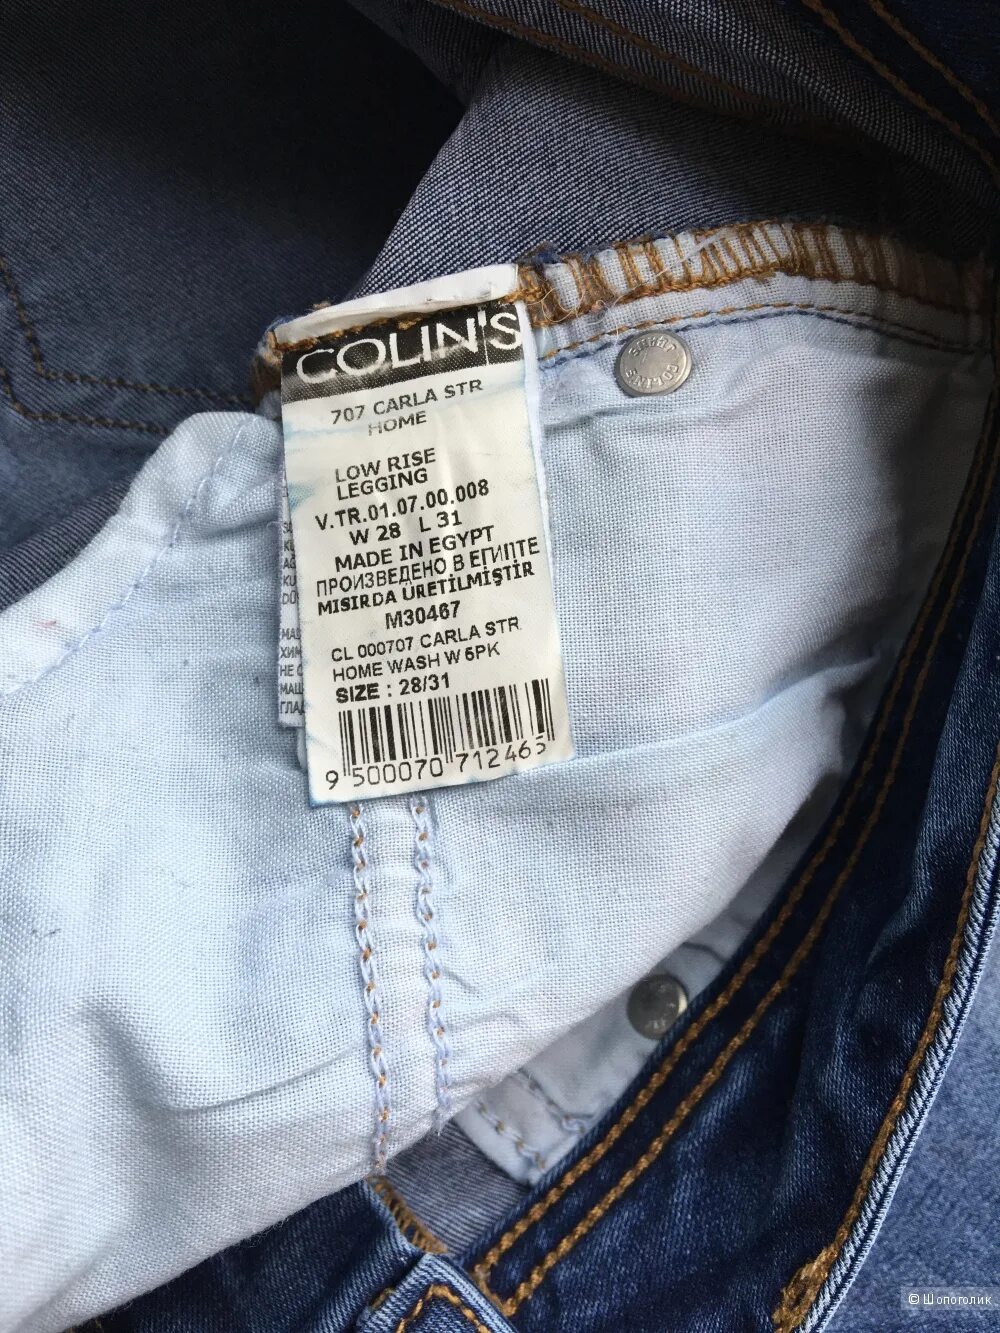 COLIN'S
707 CARLA STR
HOME
LOW RISE
LEGGING
V.TR.01.07.00.008
W 28 L 31
MADE IN EGYPT
ПРОИЗВЕДЕНО В ЕГИПТЕ
MISIRDA ÜRETİLMİŞTİR
M30467
CL 000707 CARLA STR
HOME WASH W 6PK
SIZE : 28/31
9 500070 712465
COLINS
© Шопоголик